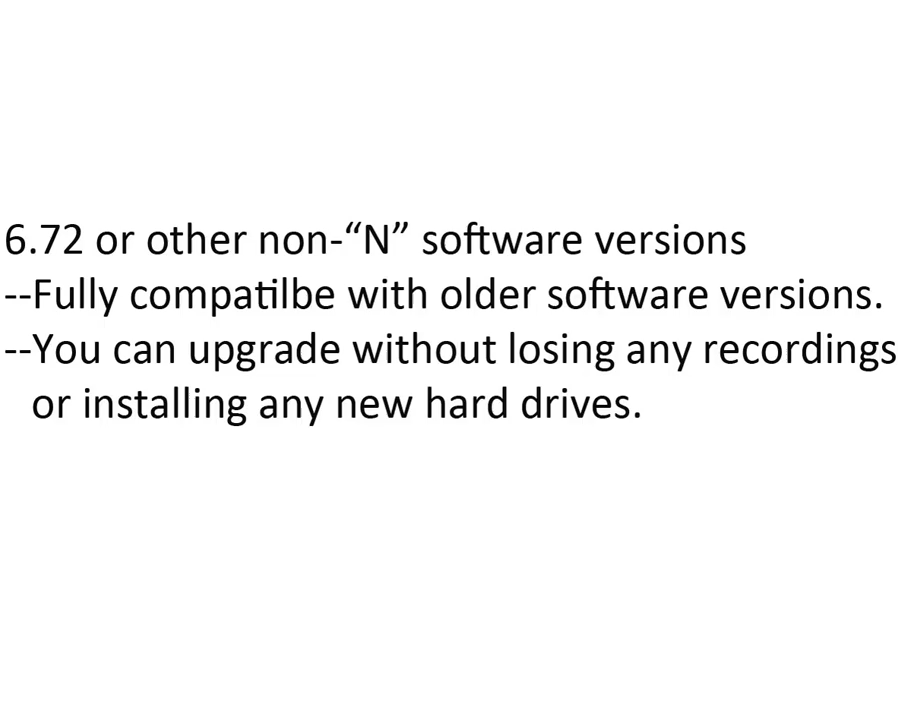 6.72 or other non-“N” software versions
--Fully compatilbe with older software versions.
--You can upgrade without losing any recordings
or installing any new hard drives.